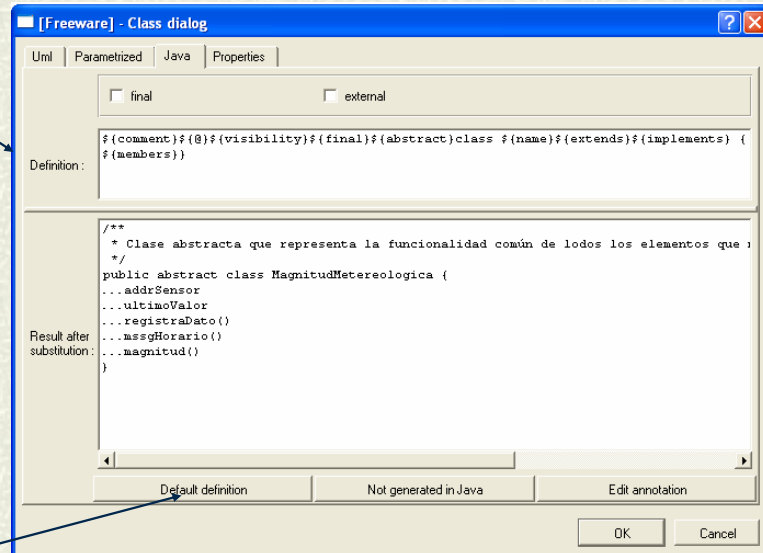 [Freeware] - Class dialog
Uml Parametrized Java Properties
final external
Definition :
${comment}${@}${visibility}${final}${abstract}class ${name}${extends}${implements} {
${members}}
Result after
substitution :
/**
* Clase abstracta que representa la funcionalidad común de lodos los elementos que
*/
public abstract class MagnitudMetereologica {
...addrSensor
...ultimoValor
...registraDato()
...mssgHorario()
...magnitud()
}
Default definition Not generated in Java Edit annotation
OK Cancel